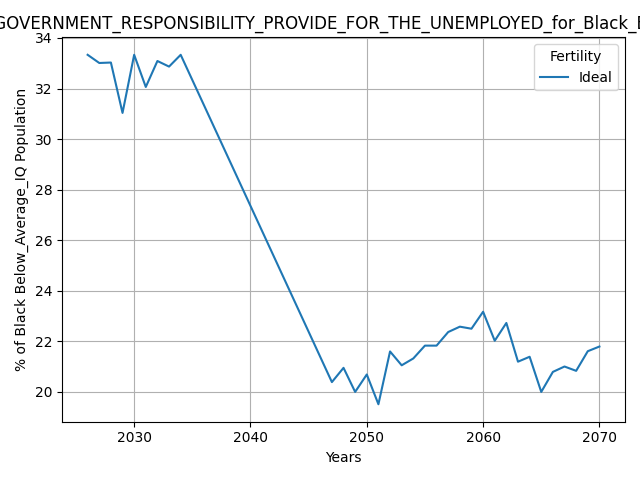 GOVERNMENT_RESPONSIBILITY_PROVIDE_FOR_THE_UNEMPLOYED_for_Black_
Fertility
Ideal
34
32
30
28
26
24
22
20
% of Black Below_Average_IQ Population
2030 2040 2050 2060 2070
Years